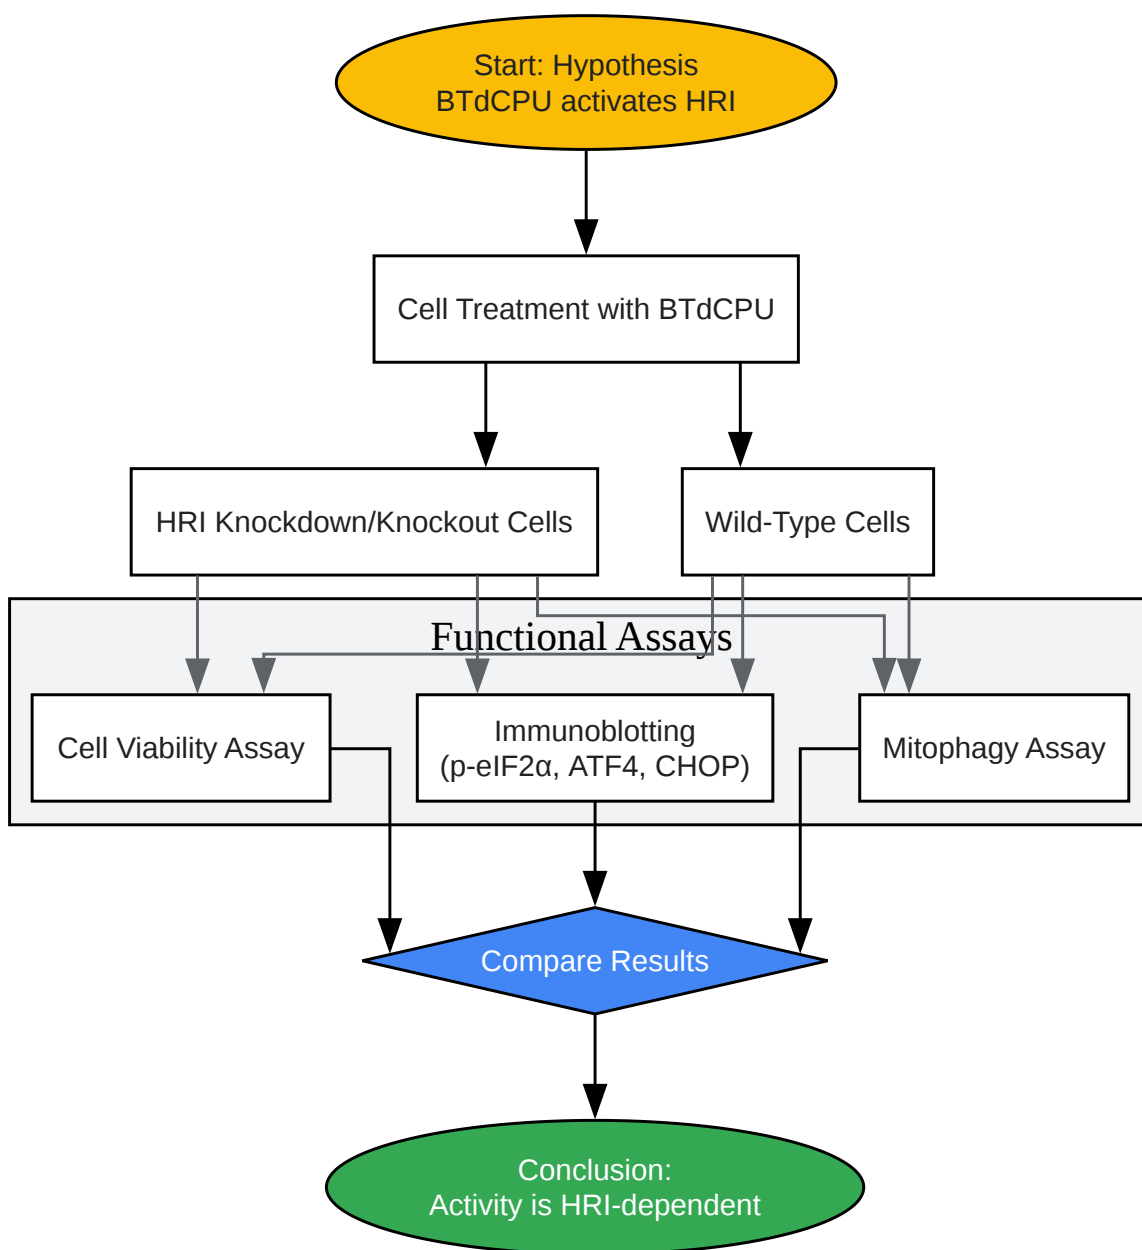 Start: Hypothesis
BTdCPU activates HRI
Cell Treatment with BTdCPU
HRI Knockdown/Knockout Cells
Wild-Type Cells
Functional Assays
Cell Viability Assay
Immunoblotting
(p-eIF2α, ATF4, CHOP)
Mitophagy Assay
Compare Results
Conclusion:
Activity is HRI-dependent